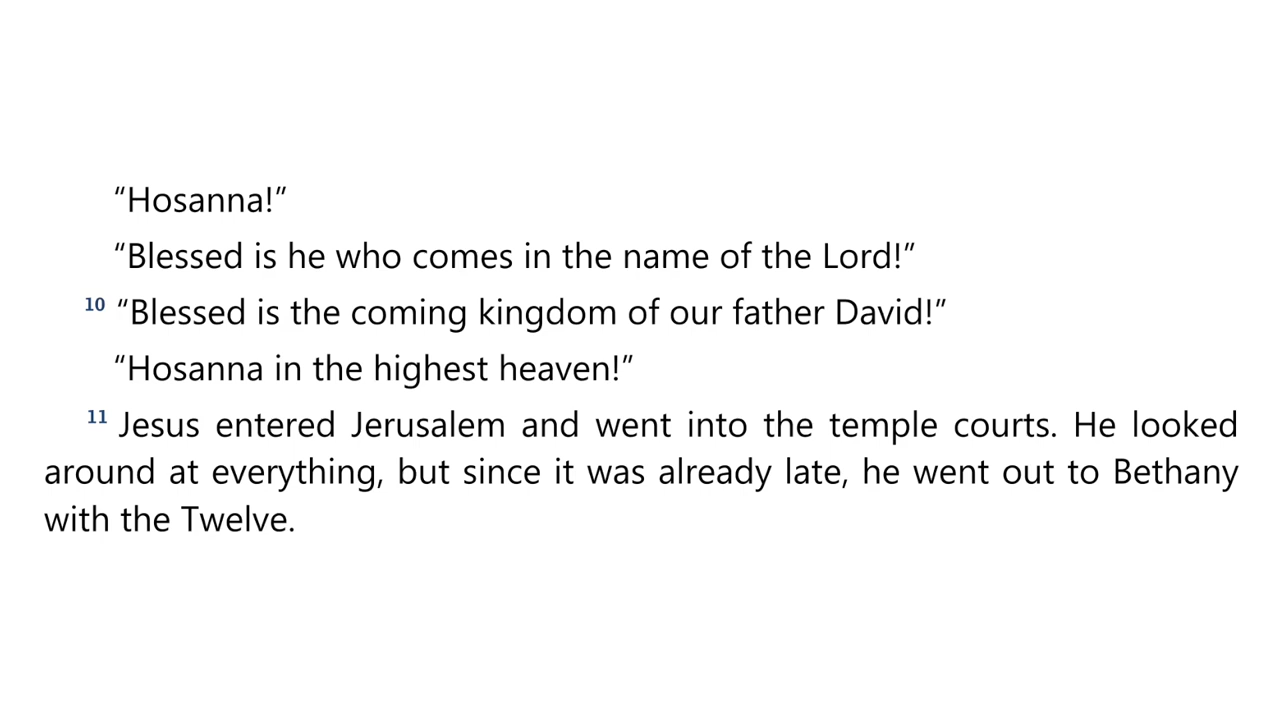 “Hosanna!”
“Blessed is he who comes in the name of the Lord!”
10 “Blessed is the coming kingdom of our father David!”
“Hosanna in the highest heaven!”
11 Jesus entered Jerusalem and went into the temple courts. He looked
around at everything, but since it was already late, he went out to Bethany
with the Twelve.